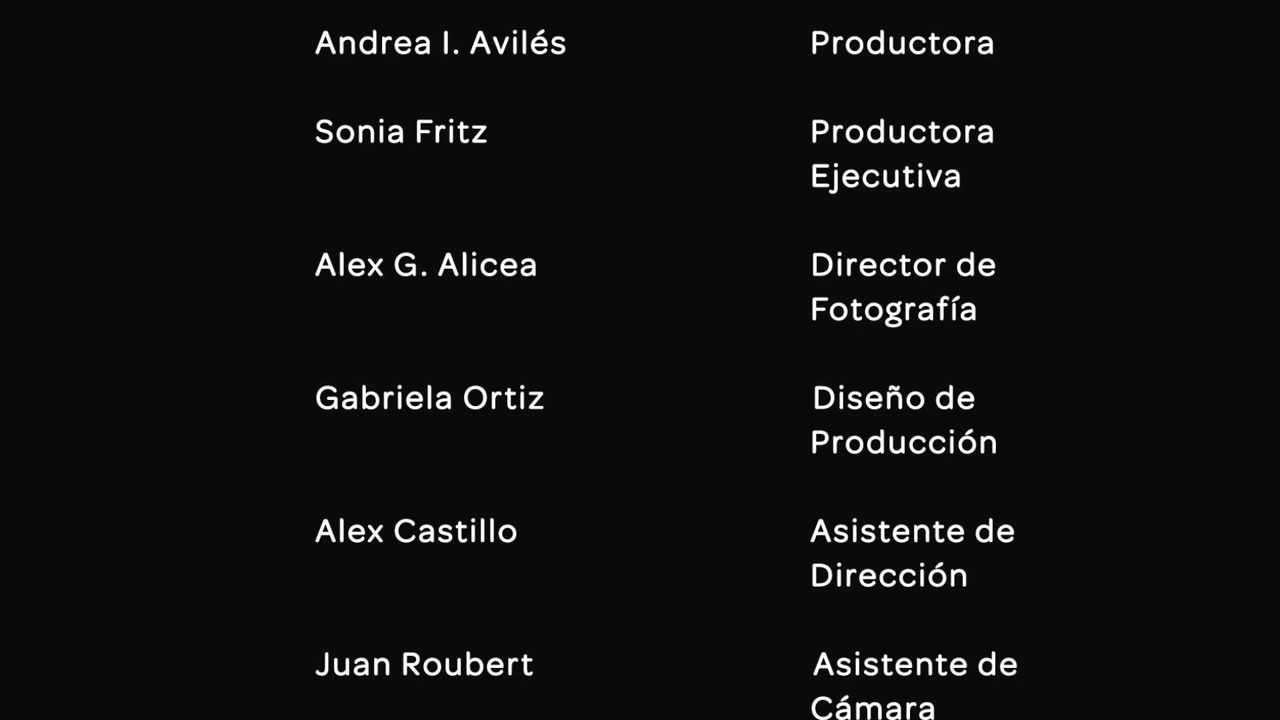 Andrea I. Avilés Productora
Sonia Fritz Productora
Ejecutiva
Alex G. Alicea Director de
Fotografía
Gabriela Ortiz Diseño de
Producción
Alex Castillo Asistente de
Dirección
Juan Roubert Asistente de
Cámara